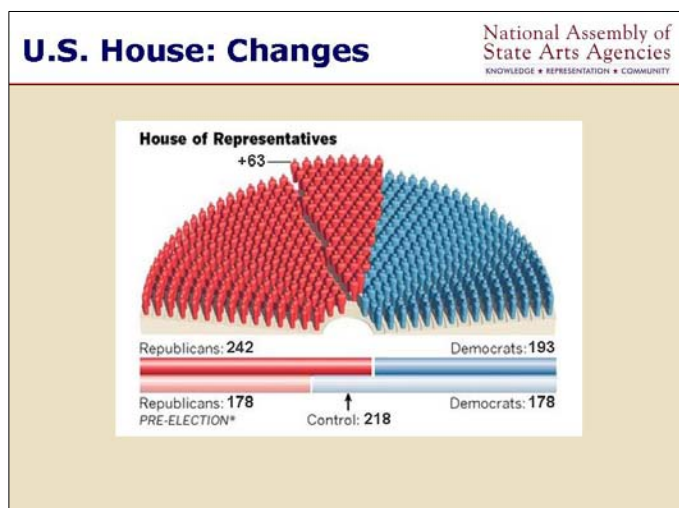 U.S. House: Changes
National Assembly of
State Arts Agencies
KNOWLEDGE ★ REPRESENTATION ★ COMMUNITY
House of Representatives
+63
Republicans: 242 Democrats: 193
Republicans: 178 Democrats: 178
PRE-ELECTION* Control: 218